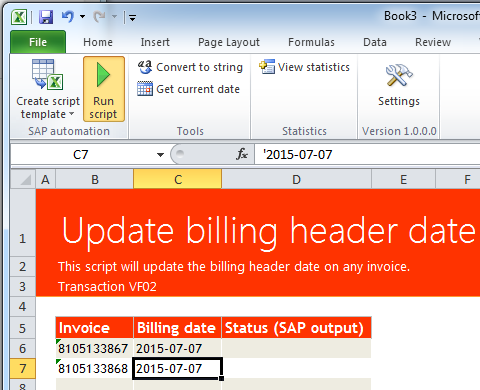 Book3 - Microsof
File Home Insert Page Layout Formulas Data Review
Create script template
Run script
SAP automation
Convert to string
Get current date
Tools
View statistics
Statistics
Settings
Version 1.0.0.0
C7 fx '2015-07-07
A B C D E F
1 Update billing header date
2 This script will update the billing header date on any invoice.
3 Transaction VF02
4
5 Invoice Billing date Status (SAP output)
6 8105133867 2015-07-07
7 8105133868 2015-07-07
8